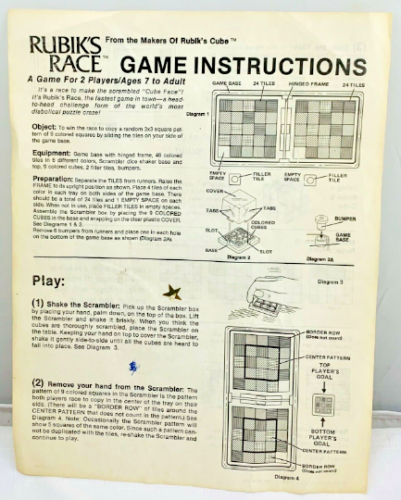 RUBIK'S RACE™
From the Makers Of Rubik's Cube™
GAME INSTRUCTIONS
A Game For 2 Players/Ages 7 to Adult
It's a race to make the scrambled "Cube Face"!
It's Rubik's Race, the fastest game in town—a head-
to-head challenge form of the world's most
diabolical puzzle craze!
Object: To win the race to copy a random 3x3 square pat-
tern of 9 colored squares by sliding the tiles on your side of
the game base.
Equipment: Game base with hinged frame, 48 colored
tiles in 6 different colors, Scrambler dice shaker base and
top, 9 colored cubes, 2 filler tiles, bumpers.
Preparation: Separate the TILES from runners. Raise the
FRAME to its upright position as shown. Place 4 tiles of each
color in each tray on both sides of the game base. There
should be a total of 24 tiles and 1 EMPTY SPACE on each
side. When not in use, place FILLER TILES in empty spaces.
Assemble the Scrambler box by placing the 9 COLORED
CUBES in the base and snapping on the clear plastic COVER.
See Diagrams 1 & 2.
Remove 8 bumpers from runners and place one in each hole
on the bottom of the game base as shown (Diagram 2A).
GAME BASE
24 TILES
HINGED FRAME
24 TILES
Diagram 1
EMPTY SPACE
FILLER TILE
EMPTY SPACE
FILLER TILE
COVER
TABS
TABS
COLORED CUBES
SLOT
BASE
SLOT
Diagram 2
BUMPER
GAME BASE
Diagram 2A
Play:
(1) Shake the Scrambler: Pick up the Scrambler box
by placing your hand, palm down, on the top of the box. Lift
the Scrambler and shake it briskly. When you think the
cubes are thoroughly scrambled, place the Scrambler on
the table. Keeping your hand on top to cover the Scrambler,
shake it gently side-to-side until all the cubes are heard to
fall into place. See Diagram 3.
(2) Remove your hand from the Scrambler: The
pattern of 9 colored squares in the Scrambler is the pattern
both players race to copy in the center of the tray on their
side. (There will be a "BORDER ROW" of tiles around the
CENTER PATTERN that does not count in the pattern.) See
Diagram 4. Note: Occasionally the Scrambler pattern will
show 5 squares of the same color. Since such a pattern can-
not be duplicated with the tiles, re-shake the Scrambler and
continue to play.
Diagram 3
BORDER ROW
(Does not count)
CENTER PATTERN
TOP PLAYER'S GOAL
BOTTOM PLAYER'S GOAL
CENTER PATTERN
BORDER ROW
(Does not count)
Diagram 4